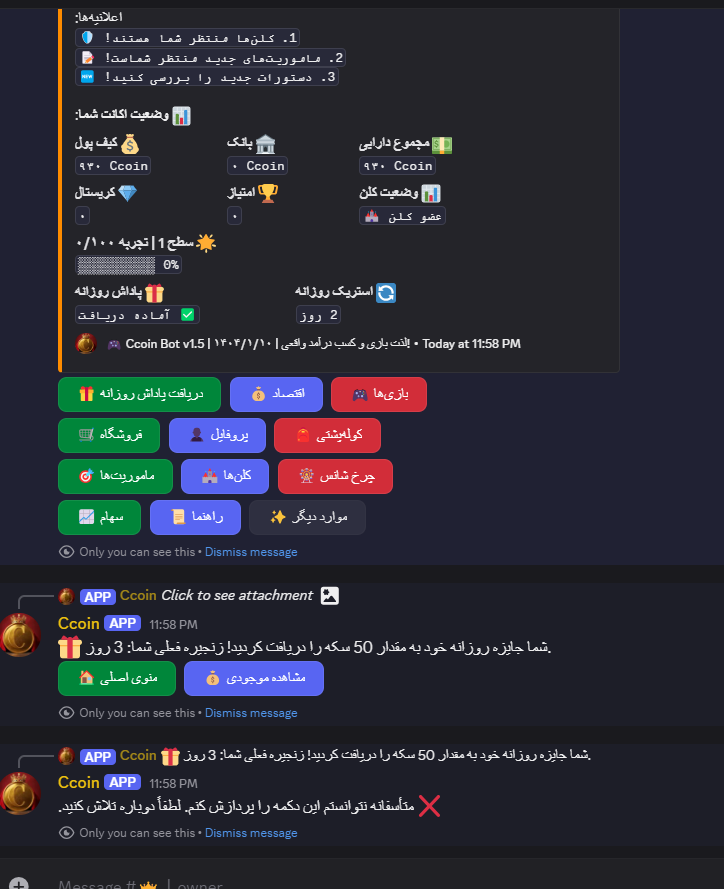 اعلانیه‌ها:
1. کلن‌ها منتظر شما هستند! 🛡️
2. ماموریت‌های جدید منتظر شماست! 📝
3. دستورات جدید را بررسی کنید! 🆕
📊 وضعیت اکانت شما:
💵 مجموع دارایی 🏦 بانک 💰 کیف پول
۹۳۰ Ccoin ۰ Ccoin ۹۳۰ Ccoin
📊 وضعیت کلن 🏆 امتیاز 💎 کریستال
عضو کلن 🏰 ۰ ۰
🌟 سطح 1 | تجربه ۰/۱۰۰
▒▒▒▒▒▒▒▒▒▒ 0%
🔄 استریک روزانه 🎁 پاداش روزانه
2 روز ✅ آماده دریافت
🎮 Ccoin Bot v1.5 | ۱۴۰۴/۱/۱۰ | لذت بازی و کسب درآمد واقعی! • Today at 11:58 PM
🎁 دریافت پاداش روزانه 💰 اقتصاد 🎮 بازی‌ها
🛒 فروشگاه 👤 پروفایل 🎒 کوله‌پشتی
🎯 ماموریت‌ها 🏰 کلن‌ها 🎡 چرخ شانس
📈 سهام 📜 راهنما ✨ موارد دیگر
Only you can see this • Dismiss message
APP Ccoin Click to see attachment
Ccoin APP 11:58 PM
🎁 شما جایزه روزانه خود به مقدار 50 سکه را دریافت کردید! زنجیره فعلی شما: 3 روز.
🏠 منوی اصلی 💰 مشاهده موجودی
Only you can see this • Dismiss message
APP Ccoin 🎁 شما جایزه روزانه خود به مقدار 50 سکه را دریافت کردید! زنجیره فعلی شما: 3 روز.
Ccoin APP 11:58 PM
❌ متأسفانه نتوانستم این دکمه را پردازش کنم. لطفاً دوباره تلاش کنید.
Only you can see this • Dismiss message
Message # 👑 | owner